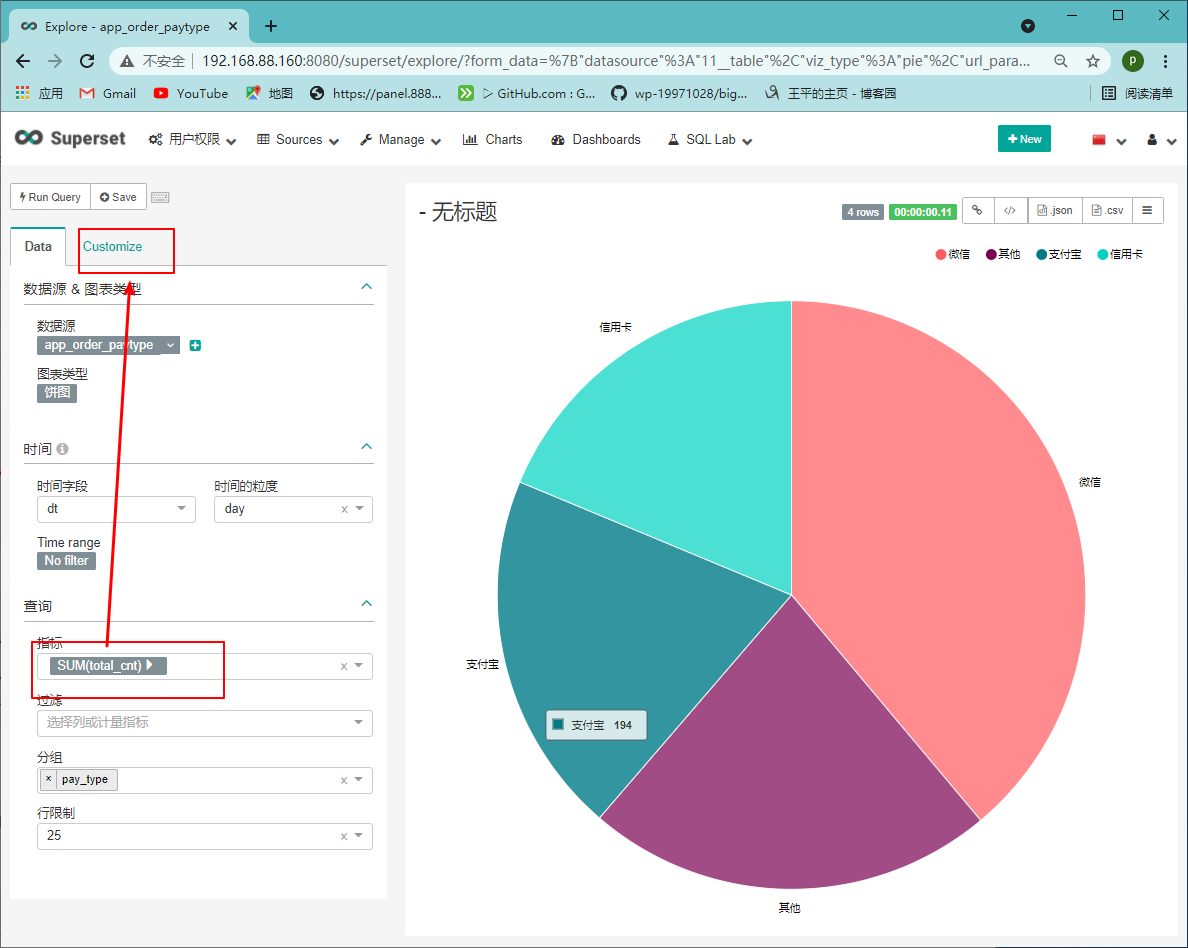 Explore - app_order_paytype
不安全 192.168.88.160:8080/superset/explore/?form_data=%7B"datasource"%3A"11__table"%2C"viz_type"%3A"pie"%2C"url_para...
P
应用 Gmail YouTube 地图 https://panel.888... ▷ GitHub.com : G... wp-19971028/big... 王平的主页 - 博客园 阅读清单
Superset 用户权限 Sources Manage Charts Dashboards SQL Lab + New
Run Query Save
- 无标题 4 rows 00:00:00.11 </> .json .csv
Data Customize
微信 其他 支付宝 信用卡
数据源 & 图表类型
数据源
app_order_paytype
图表类型
饼图
时间
时间字段 时间的粒度
dt day x
Time range
No filter
查询
指标
SUM(total_cnt) x
过滤
选择列或计量指标
分组
× pay_type x
行限制
25 x
信用卡
微信
支付宝
支付宝 194
其他